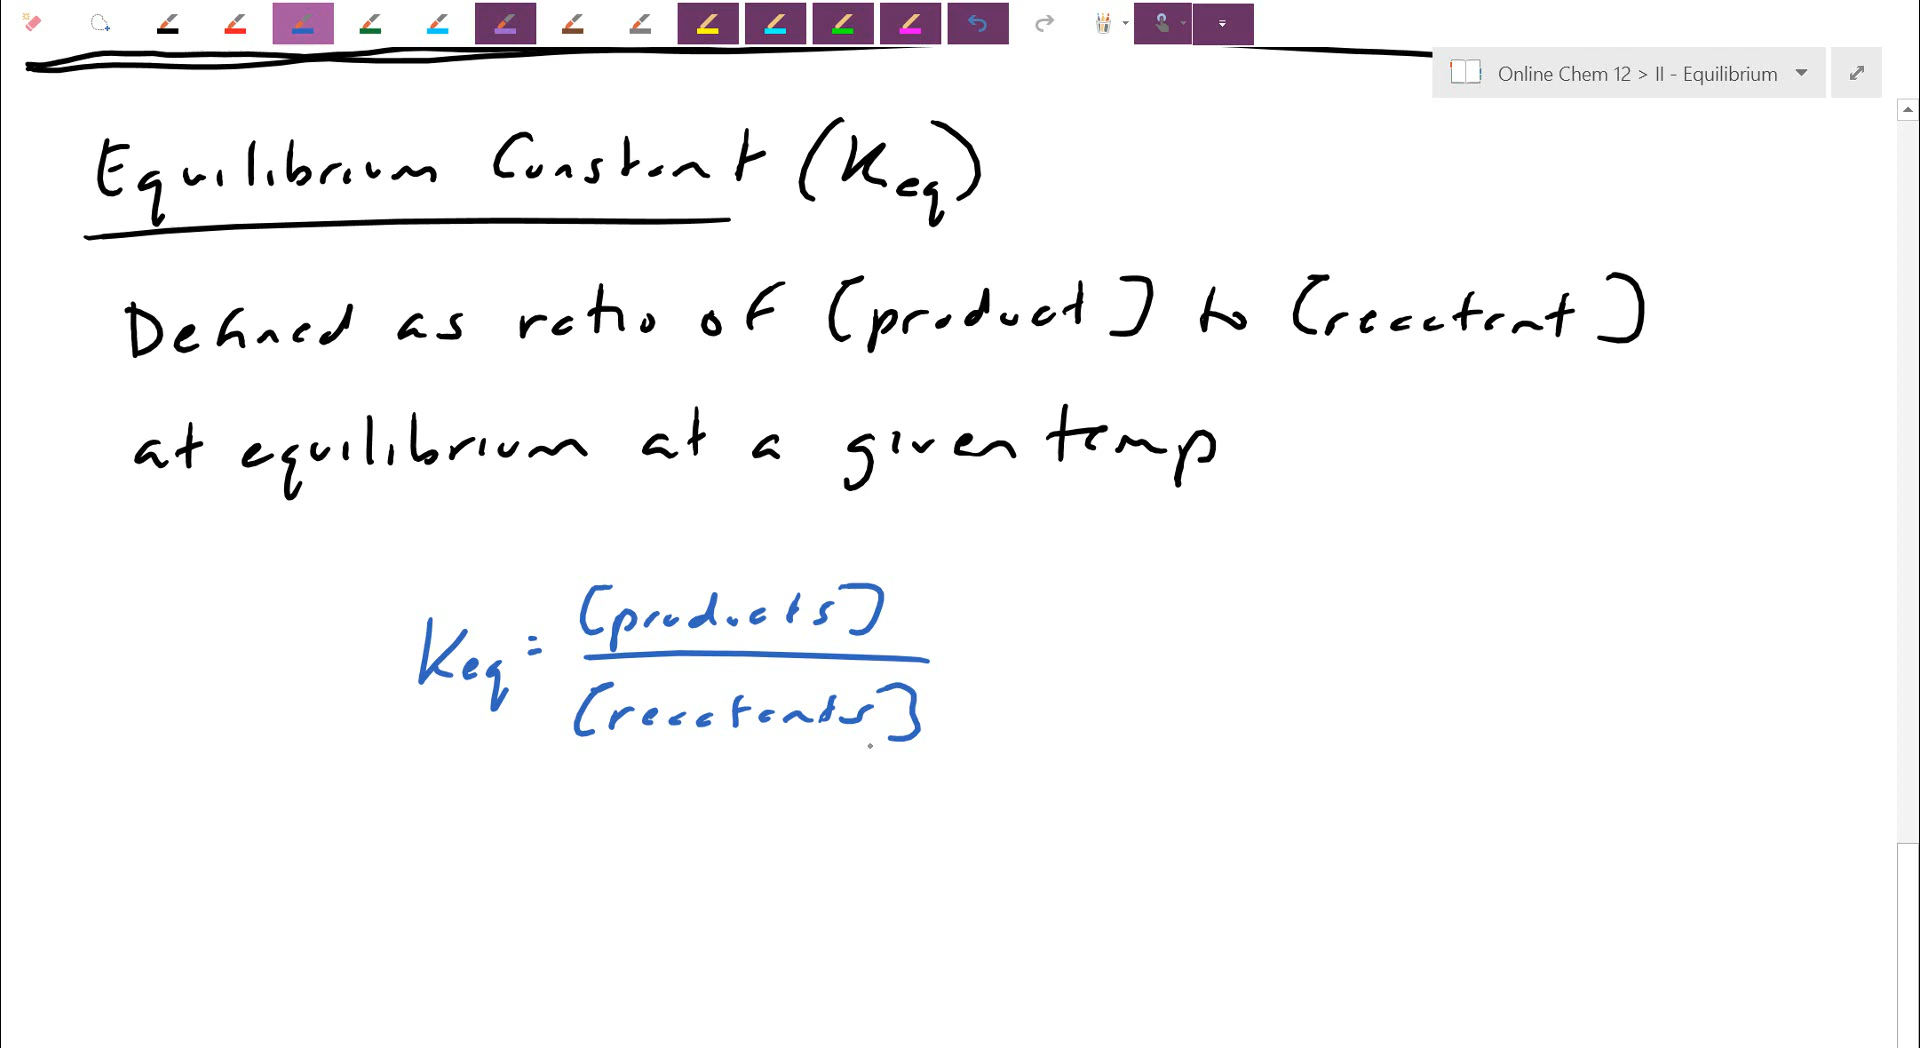 Online Chem 12 > II - Equilibrium
Equilibrium Constant (Keq)
Defined as ratio of [product] to [reactant]
at equilibrium at a given temp
Keq = [products]
[reactants]